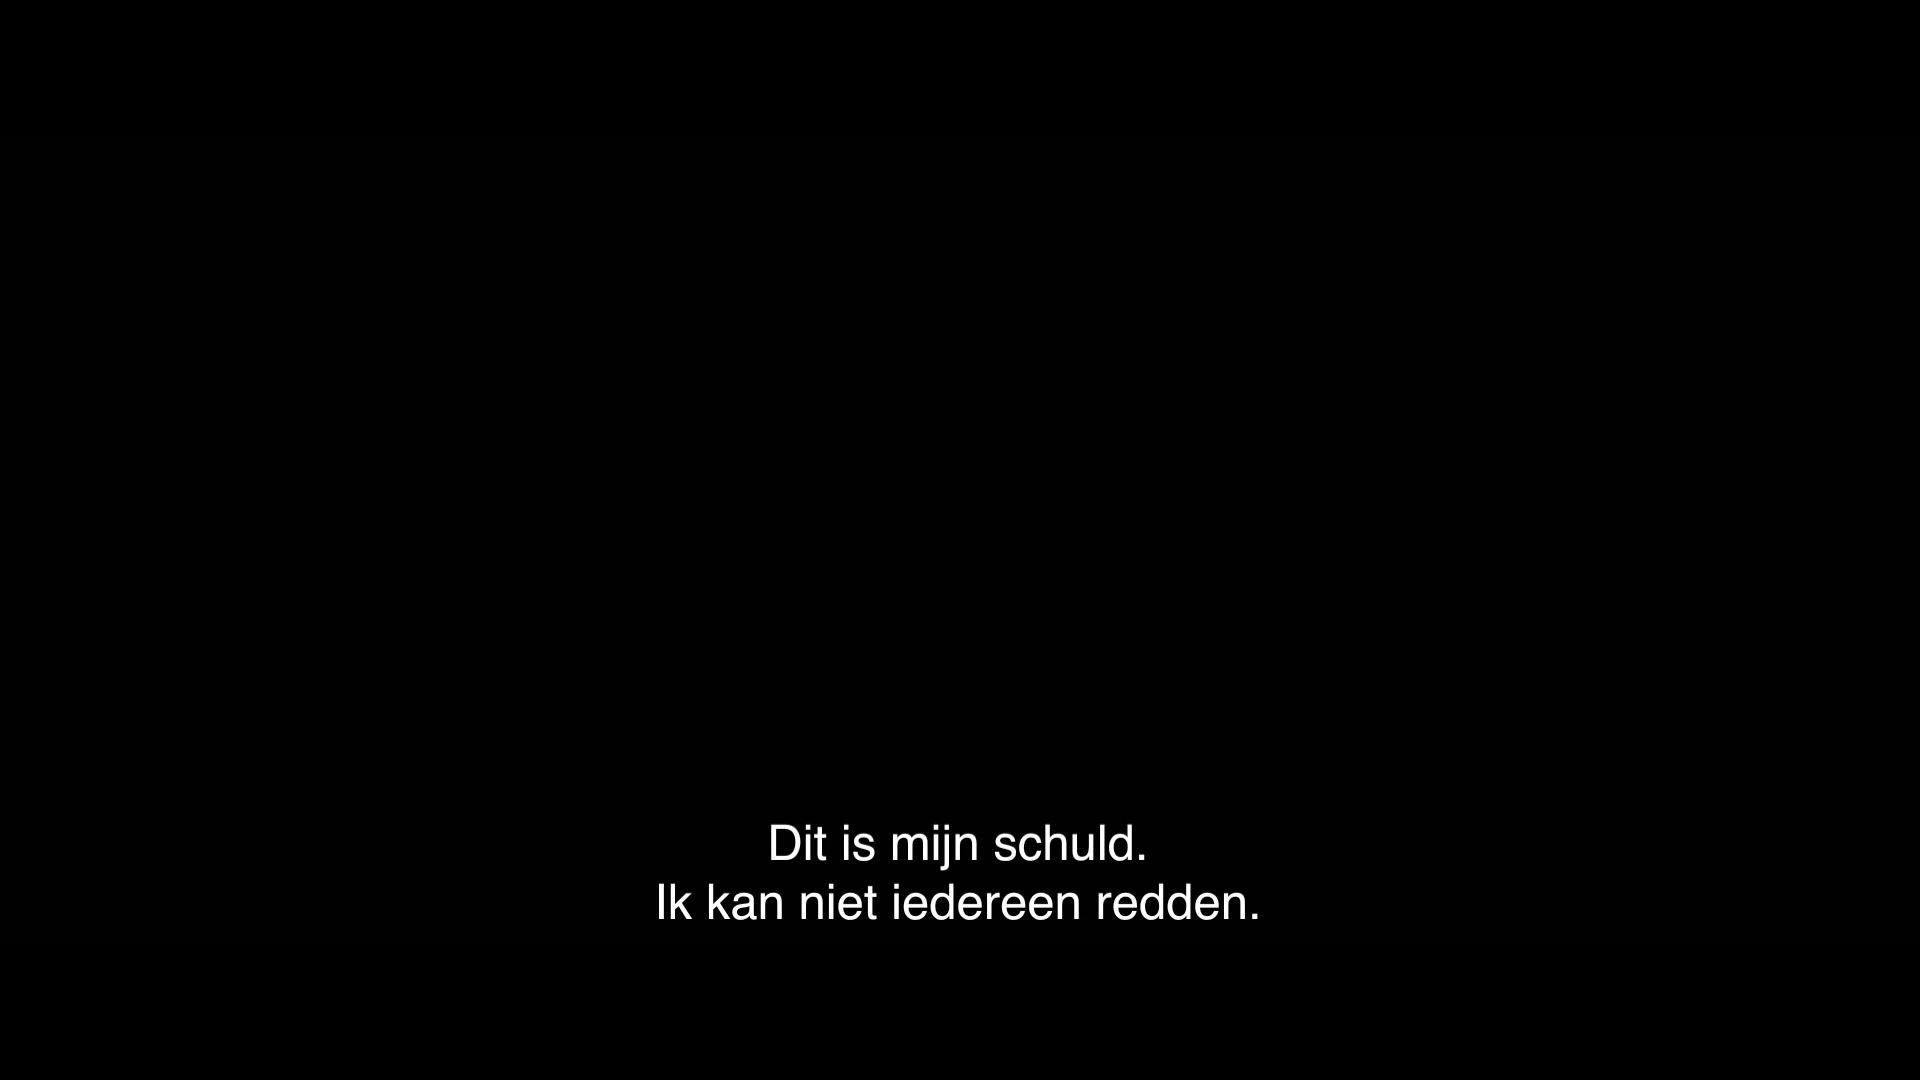 Dit is mijn schuld.
Ik kan niet iedereen redden.